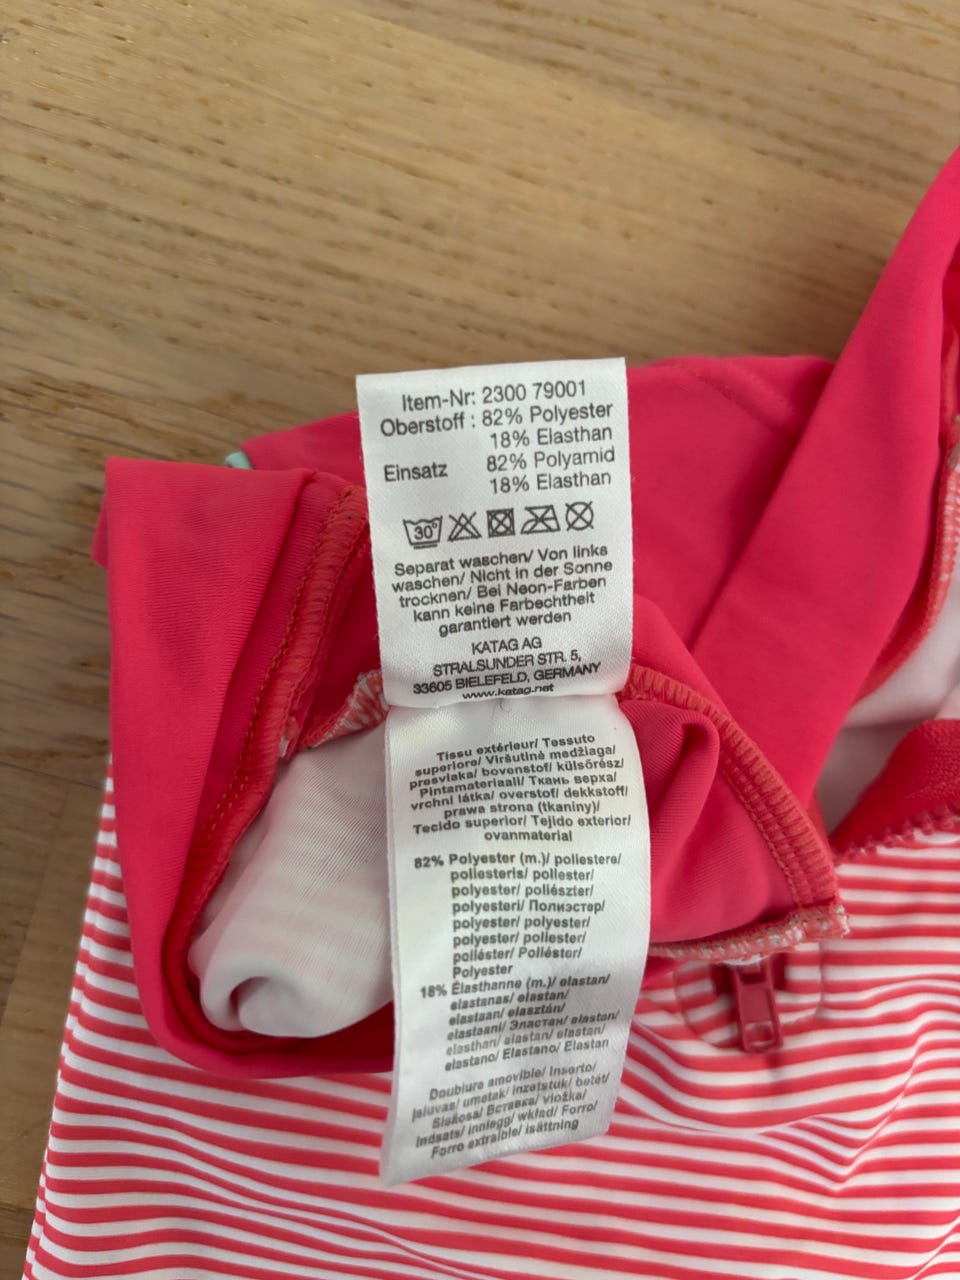 Item-Nr: 2300 79001
Oberstoff : 82% Polyester
18% Elasthan
Einsatz 82% Polyamid
18% Elasthan
30°
Separat waschen/ Von links
waschen/ Nicht in der Sonne
trocknen/ Bei Neon-Farben
kann keine Farbechtheit
garantiert werden
KATAG AG
STRALSUNDER STR. 5,
33605 BIELEFELD, GERMANY
www.katag.net
Tissu extérieur/ Tessuto
superiore/ Viršutinė medžiaga/
presvlaka/ bovenstof/ külsőrész/
Pintamateriaali/ Ткань верха/
vrchní látka/ overstof/ dekkstoff/
prawa strona (tkaniny)/
Tecido superior/ Tejido exterior/
ovanmaterial
82% Polyester (m.)/ poliestere/
poliesteris/ poliester/
polyester/ poliészter/
polyesteri/ Полиэстер/
polyester/ polyester/
polyester/ poliester/
poliéster/ Poliéster/
Polyester
18% Élasthanne (m.)/ elastan/
elastanas/ elastan/
elastaan/ elasztán/
elastaani/ Эластан/ elastan/
elasthan/ elastan/ elastan/
elastano/ Elastano/ Elastan
Doublure amovible/ Inserto/
Įsiuvas/ umetak/ inzetstuk/ betét/
Siskosa/ Вставка/ vložka/
indsats/ innlegg/ wkład/ Forro/
Forro extraíble/ isättning